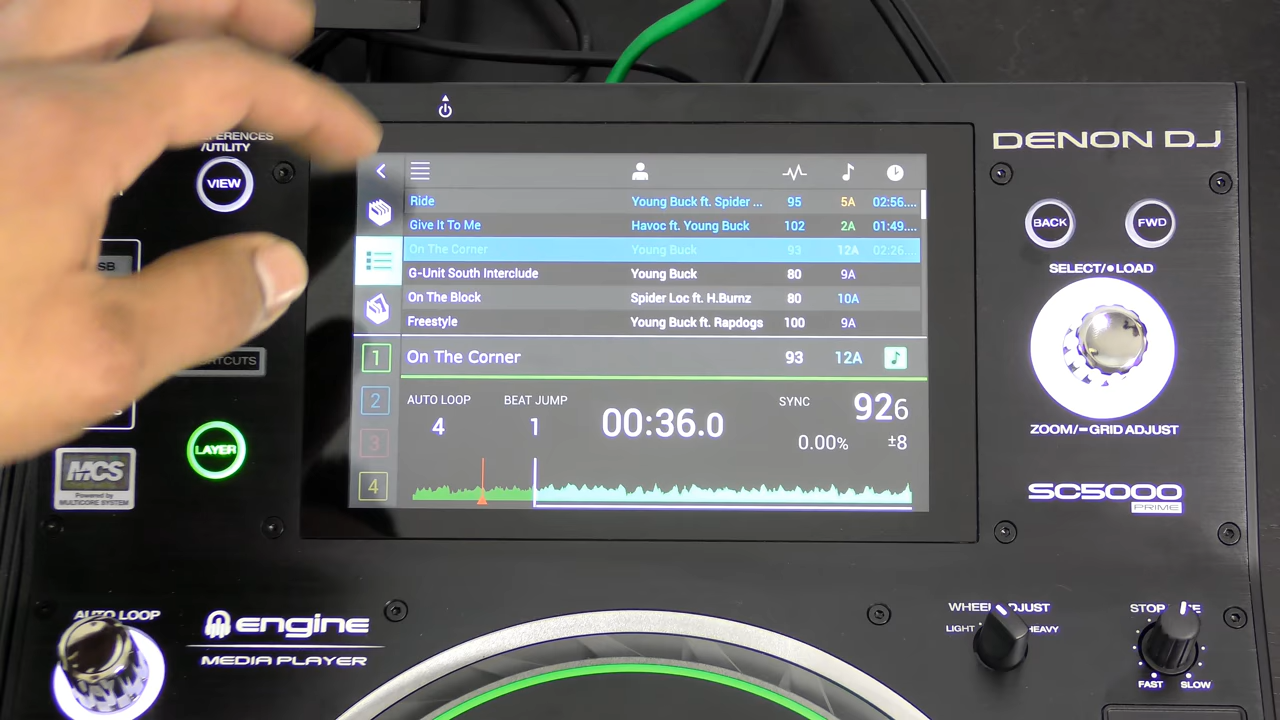 /UTILITY
VIEW
DENON DJ
Ride Young Buck ft. Spider ... 95 5A 02:56....
Give It To Me Havoc ft. Young Buck 102 2A 01:49....
On The Corner Young Buck 93 12A 02:26...
G-Unit South Interclude Young Buck 80 9A
On The Block Spider Loc ft. H.Burnz 80 10A
Freestyle Young Buck ft. Rapdogs 100 9A
BACK FWD
SELECT/●LOAD
1 On The Corner 93 12A
2 AUTO LOOP BEAT JUMP 00:36.0 SYNC 926
4 1 0.00% ±8
3
4
ZOOM/━GRID ADJUST
LAYER
MCS
Powered by
MULTICORE SYSTEM
SC5000
PRIME
AUTO LOOP
engine
MEDIA PLAYER
LIGHT HEAVY
STOP
FAST SLOW